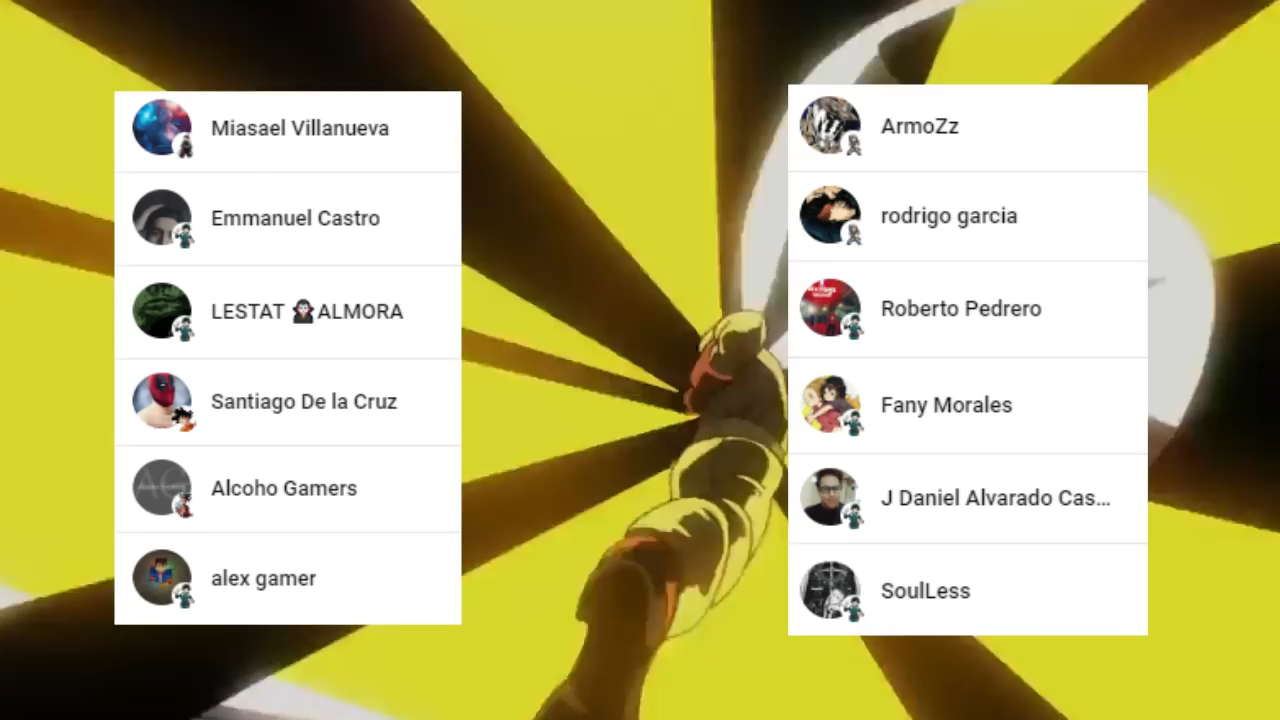 Miasael Villanueva
Emmanuel Castro
LESTAT 🧛🏻‍♂️ALMORA
Santiago De la Cruz
Alcoho Gamers
alex gamer
ArmoZz
rodrigo garcia
Roberto Pedrero
Fany Morales
J Daniel Alvarado Cas...
SoulLess